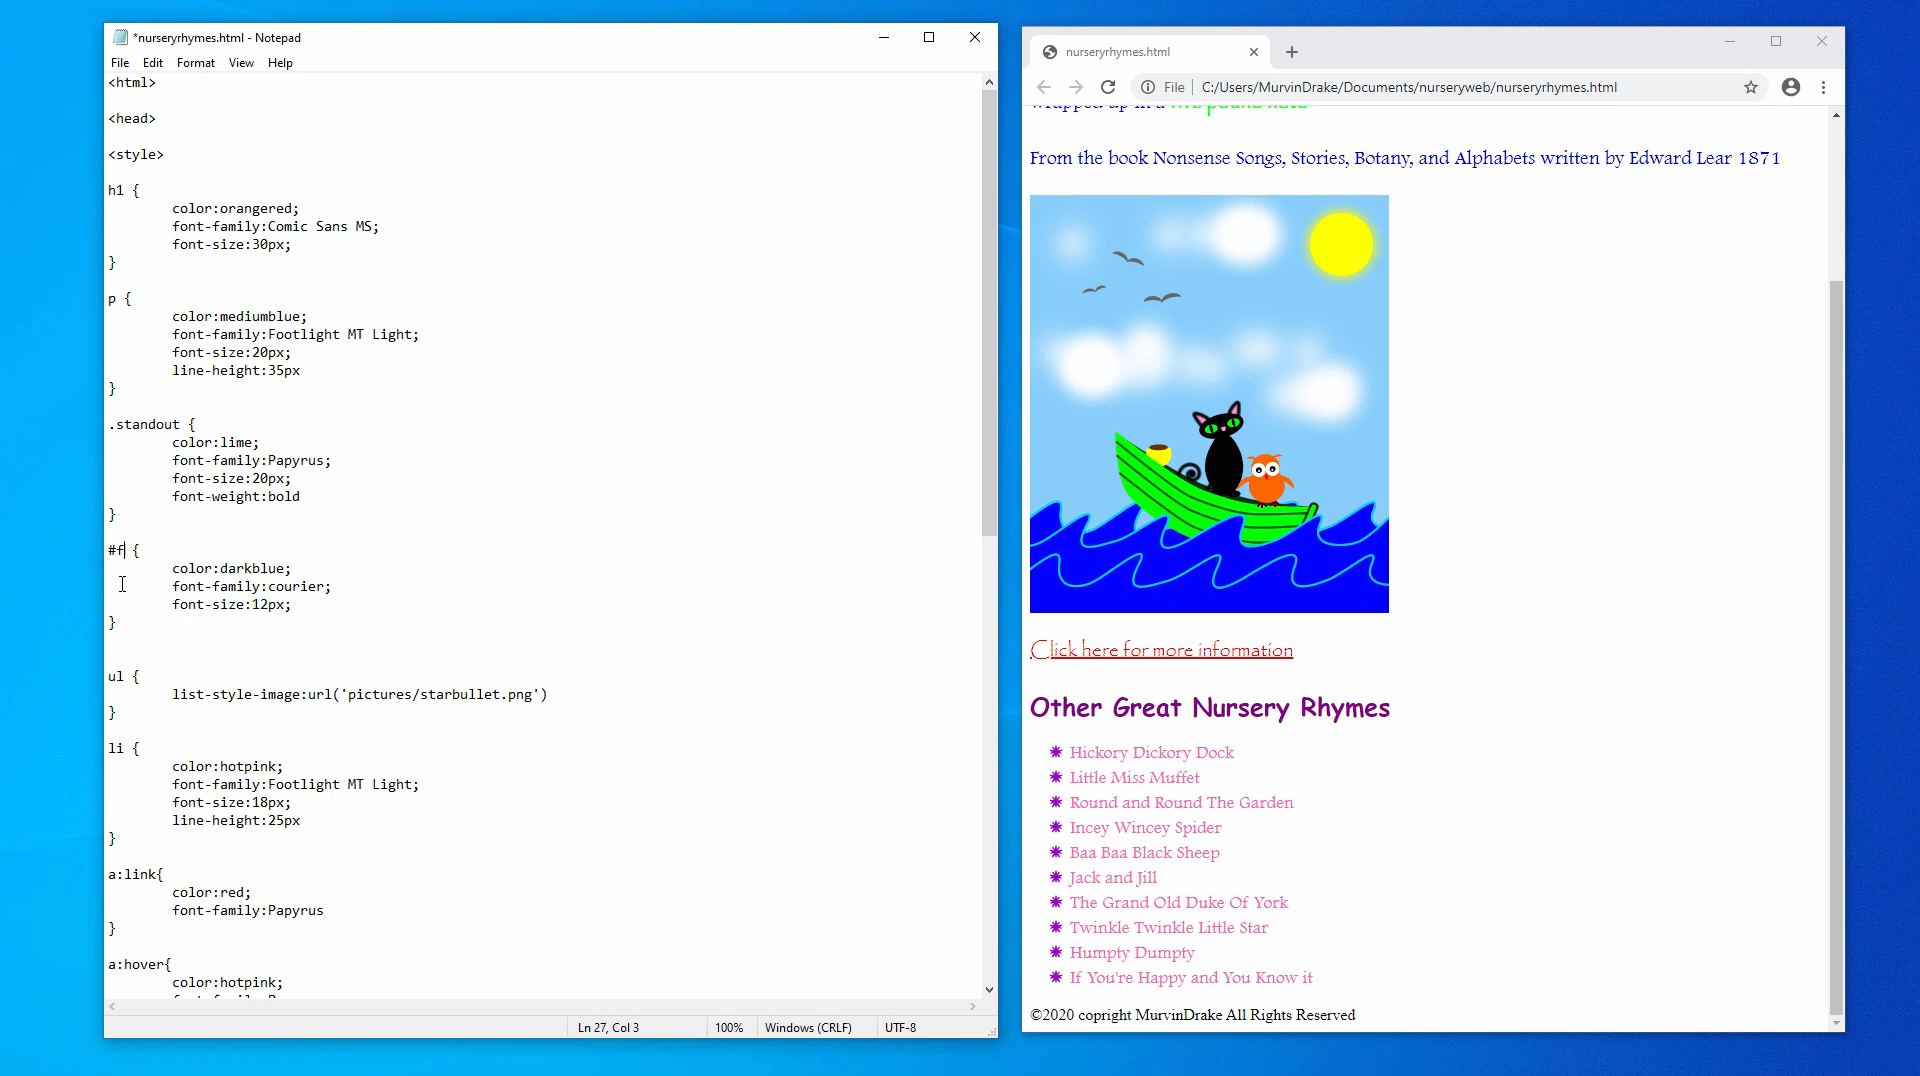 *nurseryrhymes.html - Notepad
File Edit Format View Help
<html>
<head>
<style>
h1 {
color:orangered;
font-family:Comic Sans MS;
font-size:30px;
}
p {
color:mediumblue;
font-family:Footlight MT Light;
font-size:20px;
line-height:35px
}
.standout {
color:lime;
font-family:Papyrus;
font-size:20px;
font-weight:bold
}
#f {
color:darkblue;
font-family:courier;
font-size:12px;
}
ul {
list-style-image:url('pictures/starbullet.png')
}
li {
color:hotpink;
font-family:Footlight MT Light;
font-size:18px;
line-height:25px
}
a:link{
color:red;
font-family:Papyrus
}
a:hover{
color:hotpink;
Ln 27, Col 3 100% Windows (CRLF) UTF-8
nurseryrhymes.html
File C:/Users/MurvinDrake/Documents/nurseryweb/nurseryrhymes.html
From the book Nonsense Songs, Stories, Botany, and Alphabets written by Edward Lear 1871
Click here for more information
Other Great Nursery Rhymes
Hickory Dickory Dock
Little Miss Muffet
Round and Round The Garden
Incey Wincey Spider
Baa Baa Black Sheep
Jack and Jill
The Grand Old Duke Of York
Twinkle Twinkle Little Star
Humpty Dumpty
If You're Happy and You Know it
©2020 copright MurvinDrake All Rights Reserved